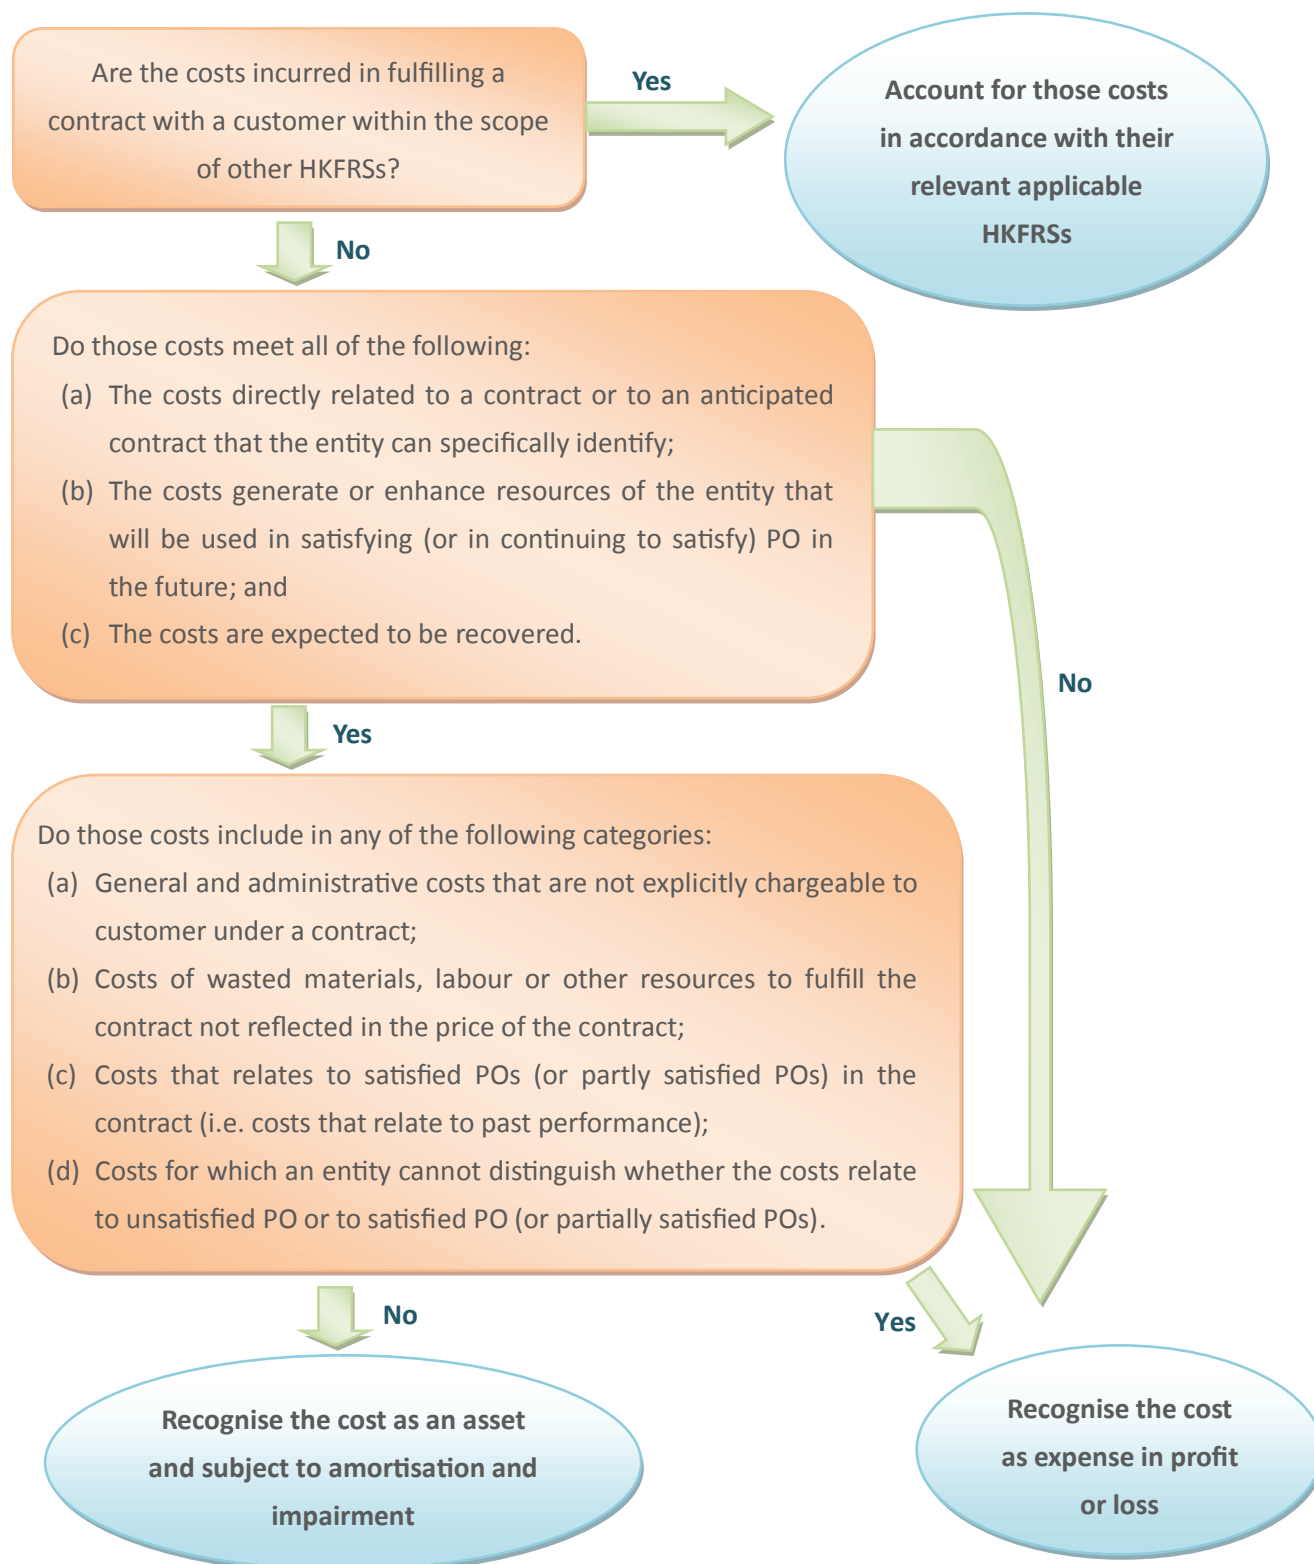 Are the costs incurred in fulfilling a
contract with a customer within the scope
of other HKFRSs?
Yes
Account for those costs
in accordance with their
relevant applicable
HKFRSs
No
Do those costs meet all of the following:
(a) The costs directly related to a contract or to an anticipated
contract that the entity can specifically identify;
(b) The costs generate or enhance resources of the entity that
will be used in satisfying (or in continuing to satisfy) PO in
the future; and
(c) The costs are expected to be recovered.
No
Yes
Do those costs include in any of the following categories:
(a) General and administrative costs that are not explicitly chargeable to
customer under a contract;
(b) Costs of wasted materials, labour or other resources to fulfill the
contract not reflected in the price of the contract;
(c) Costs that relates to satisfied POs (or partly satisfied POs) in the
contract (i.e. costs that relate to past performance);
(d) Costs for which an entity cannot distinguish whether the costs relate
to unsatisfied PO or to satisfied PO (or partially satisfied POs).
No
Yes
Recognise the cost as an asset
and subject to amortisation and
impairment
Recognise the cost
as expense in profit
or loss